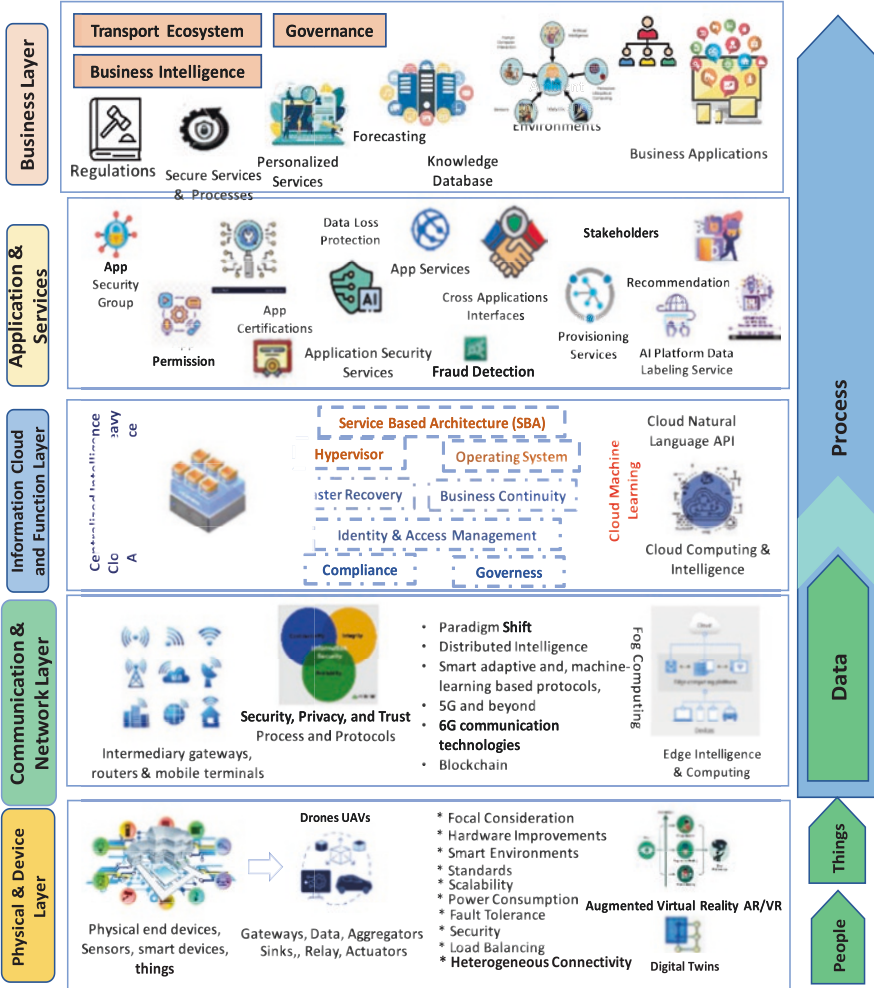 Business Layer
Transport Ecosystem
Governance
Business Intelligence
Regulations
Secure Services
& Processes
Personalized
Services
Forecasting
Knowledge
Database
Environments
Business Applications
Application &
Services
App
Security
Group
Permission
App
Certifications
Data Loss
Protection
AI
Application Security
Services
App Services
Cross Applications
Interfaces
Fraud Detection
Stakeholders
Provisioning
Services
Recommendation
AI Platform Data
Labeling Service
Information Cloud
and Function Layer
Centralized Intelligence
Service Based Architecture (SBA)
Hypervisor
Operating System
Recovery
Business Continuity
Identity & Access Management
Compliance
Governess
Cloud Machine
Learning
Cloud Natural
Language API
Cloud Computing &
Intelligence
Communication &
Network Layer
Intermediary gateways,
routers & mobile terminals
Integrity
Security
Security, Privacy, and Trust
Process and Protocols
• Paradigm Shift
• Distributed Intelligence
• Smart adaptive and, machine-
learning based protocols,
• 5G and beyond
• 6G communication
technologies
• Blockchain
Fog Computing
Cloud
Edge Intelligence
& Computing
Physical & Device
Layer
Physical end devices,
Sensors, smart devices,
things
Drones UAVs
Gateways, Data, Aggregators
Sinks,, Relay, Actuators
* Focal Consideration
* Hardware Improvements
* Smart Environments
* Standards
* Scalability
* Power Consumption
* Fault Tolerance
* Security
* Load Balancing
* Heterogeneous Connectivity
Augmented Virtual Reality AR/VR
Digital Twins
Process
Data
Things
People